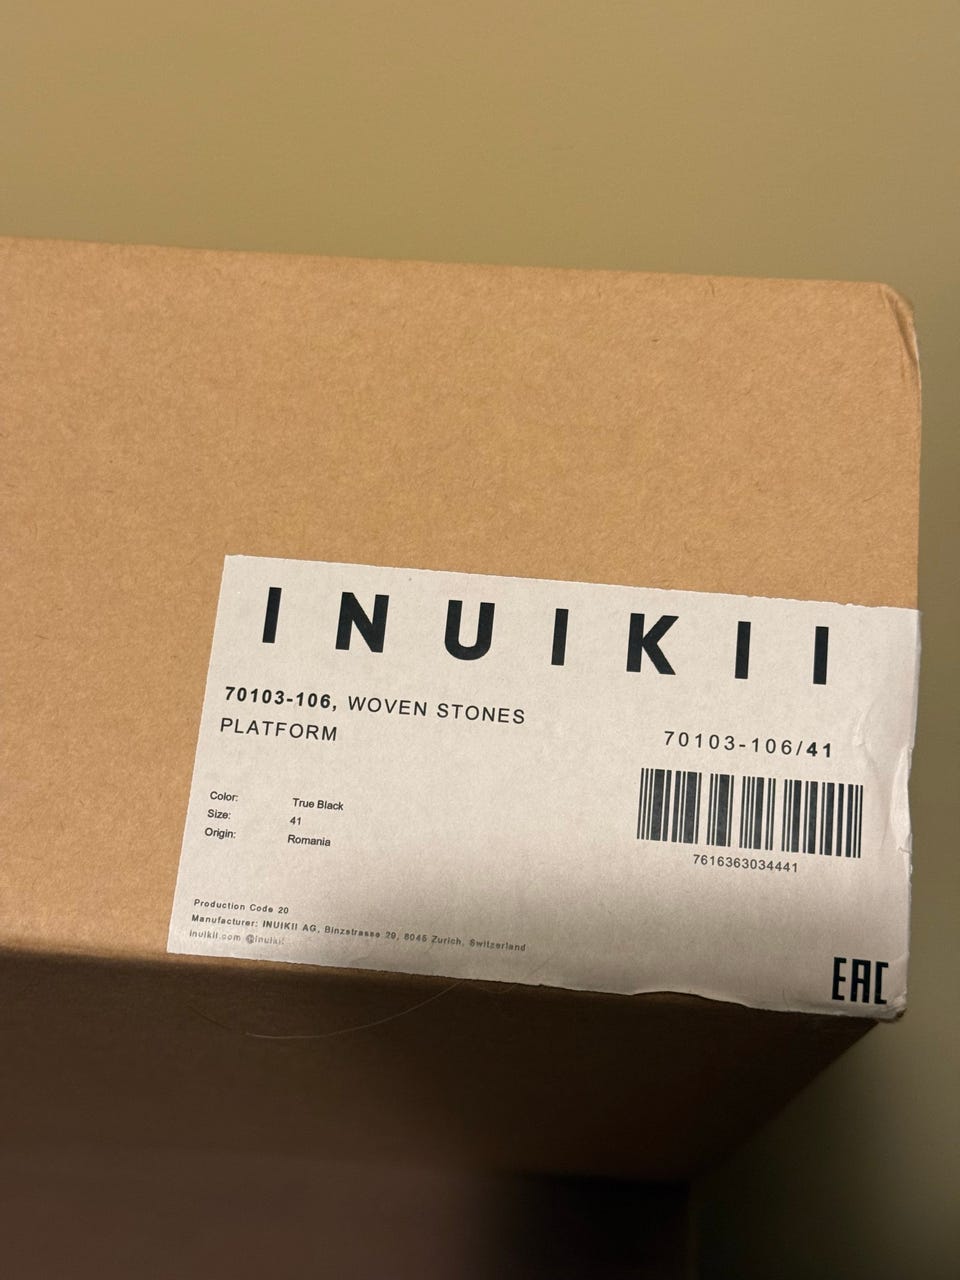 INUIKII
70103-106, WOVEN STONES
PLATFORM
70103-106/41
Color: True Black
Size: 41
Origin: Romania
7616363034441
Production Code 20
Manufacturer: INUIKII AG, Binzstrasse 29, 8045 Zurich, Switzerland
inuikii.com @inuikii
EAC